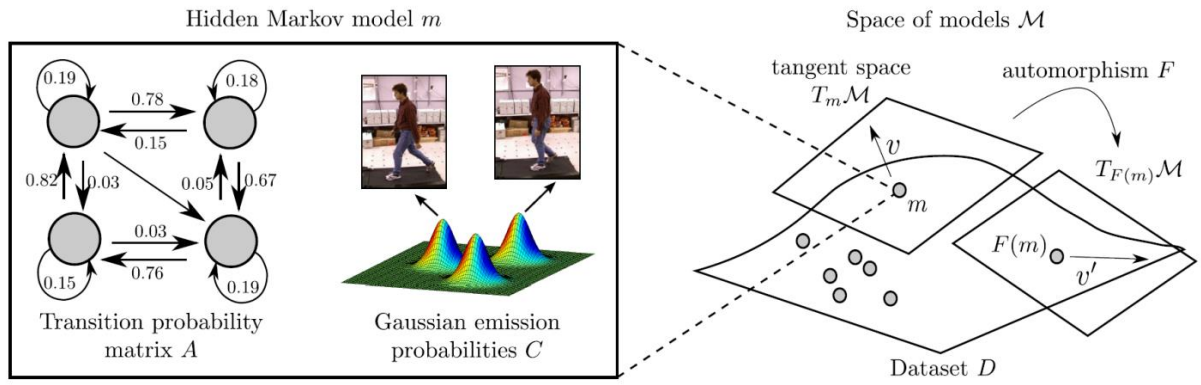 Hidden Markov model m
Space of models M
0.19
0.18
0.78
0.15
0.82
0.03
0.05
0.67
0.03
0.76
0.15
0.19
Transition probability
matrix A
Gaussian emission
probabilities C
tangent space
TₘM
automorphism F
v
m
T_F(m)M
F(m)
v′
Dataset D